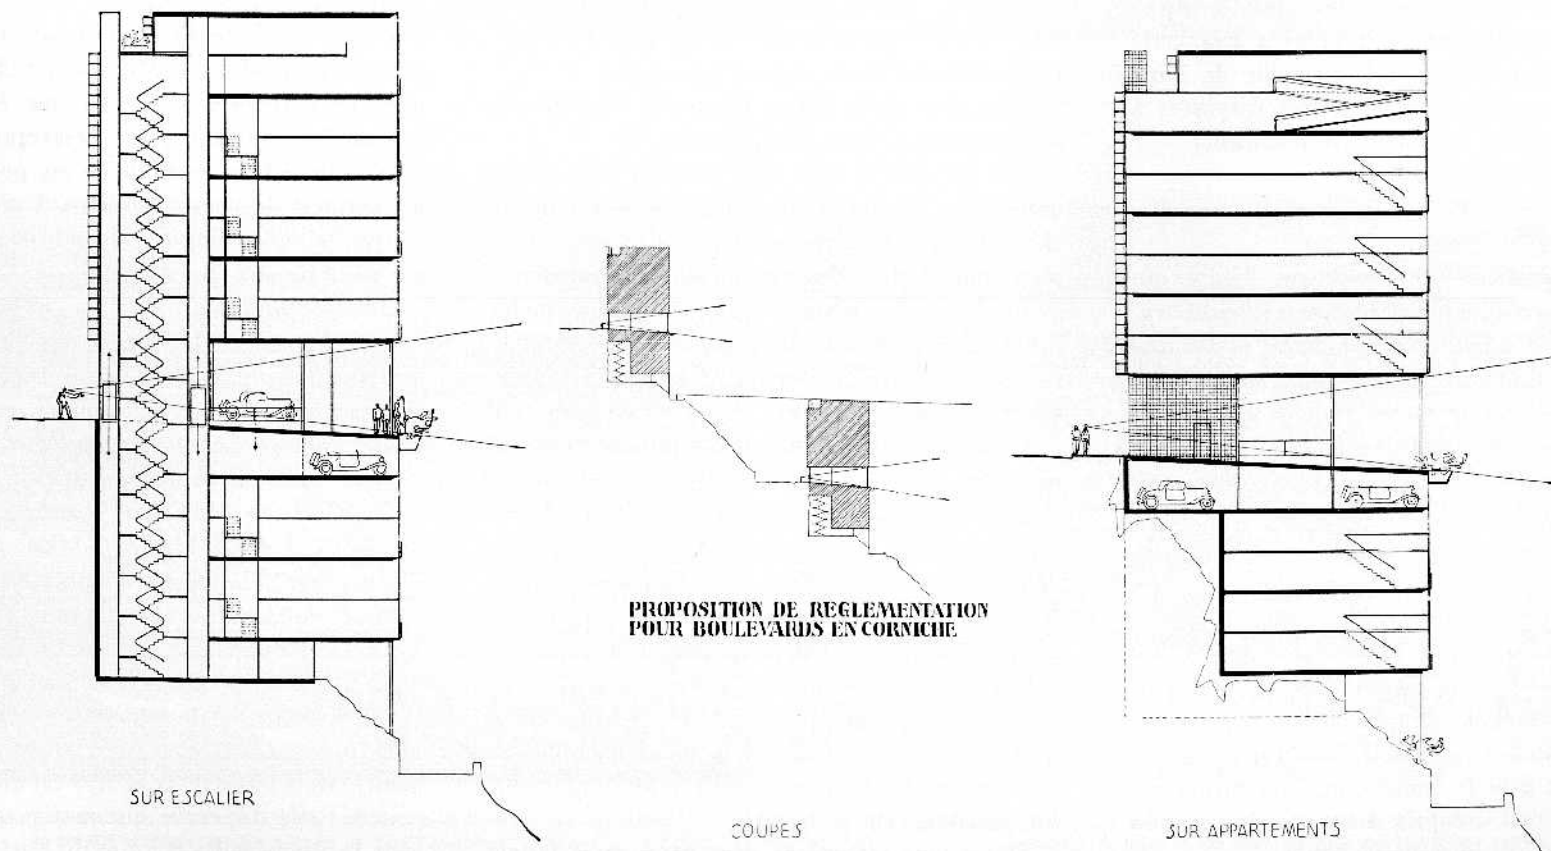 PROPOSITION DE REGLEMENTATION
POUR BOULEVARDS EN CORNICHE
SUR ESCALIER
COUPES
SUR APPARTEMENTS